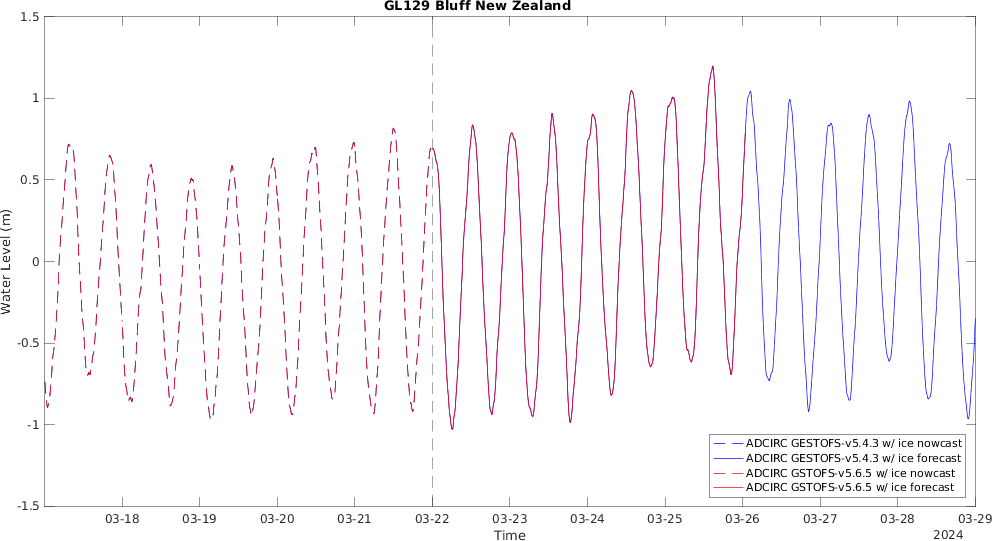 GL129 Bluff New Zealand
1.5
1
0.5
0
-0.5
-1
-1.5
Water Level (m)
ADCIRC GESTOFS-v5.4.3 w/ ice nowcast
ADCIRC GESTOFS-v5.4.3 w/ ice forecast
ADCIRC GSTOFS-v5.6.5 w/ ice nowcast
ADCIRC GSTOFS-v5.6.5 w/ ice forecast
03-18 03-19 03-20 03-21 03-22 03-23 03-24 03-25 03-26 03-27 03-28 03-29
Time
2024